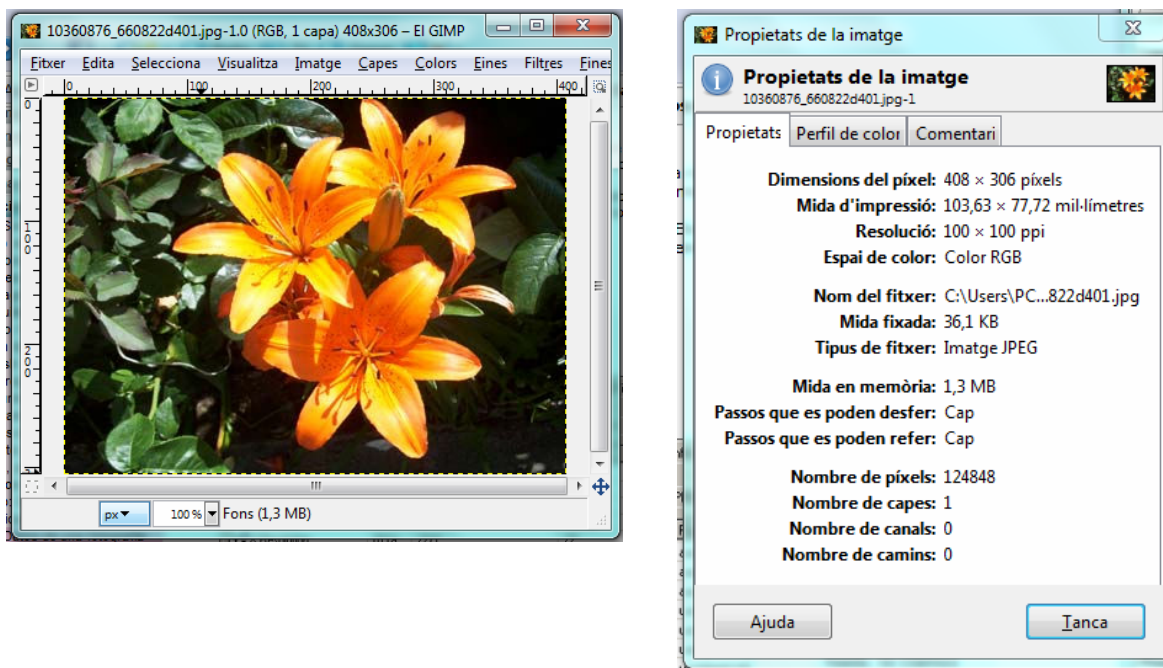 10360876_660822d401.jpg-1.0 (RGB, 1 capa) 408x306 – El GIMP
Fitxer Edita Selecciona Visualitza Imatge Capes Colors Eines Filtres Fines
0 100 200 300 400
0
100
200
px 100 % Fons (1,3 MB)
Propietats de la imatge
Propietats de la imatge
10360876_660822d401.jpg-1
Propietats Perfil de color Comentari
Dimensions del píxel: 408 × 306 píxels
Mida d'impressió: 103,63 × 77,72 mil·límetres
Resolució: 100 × 100 ppi
Espai de color: Color RGB
Nom del fitxer: C:\Users\PC...822d401.jpg
Mida fixada: 36,1 KB
Tipus de fitxer: Imatge JPEG
Mida en memòria: 1,3 MB
Passos que es poden desfer: Cap
Passos que es poden refer: Cap
Nombre de píxels: 124848
Nombre de capes: 1
Nombre de canals: 0
Nombre de camins: 0
Ajuda Tanca